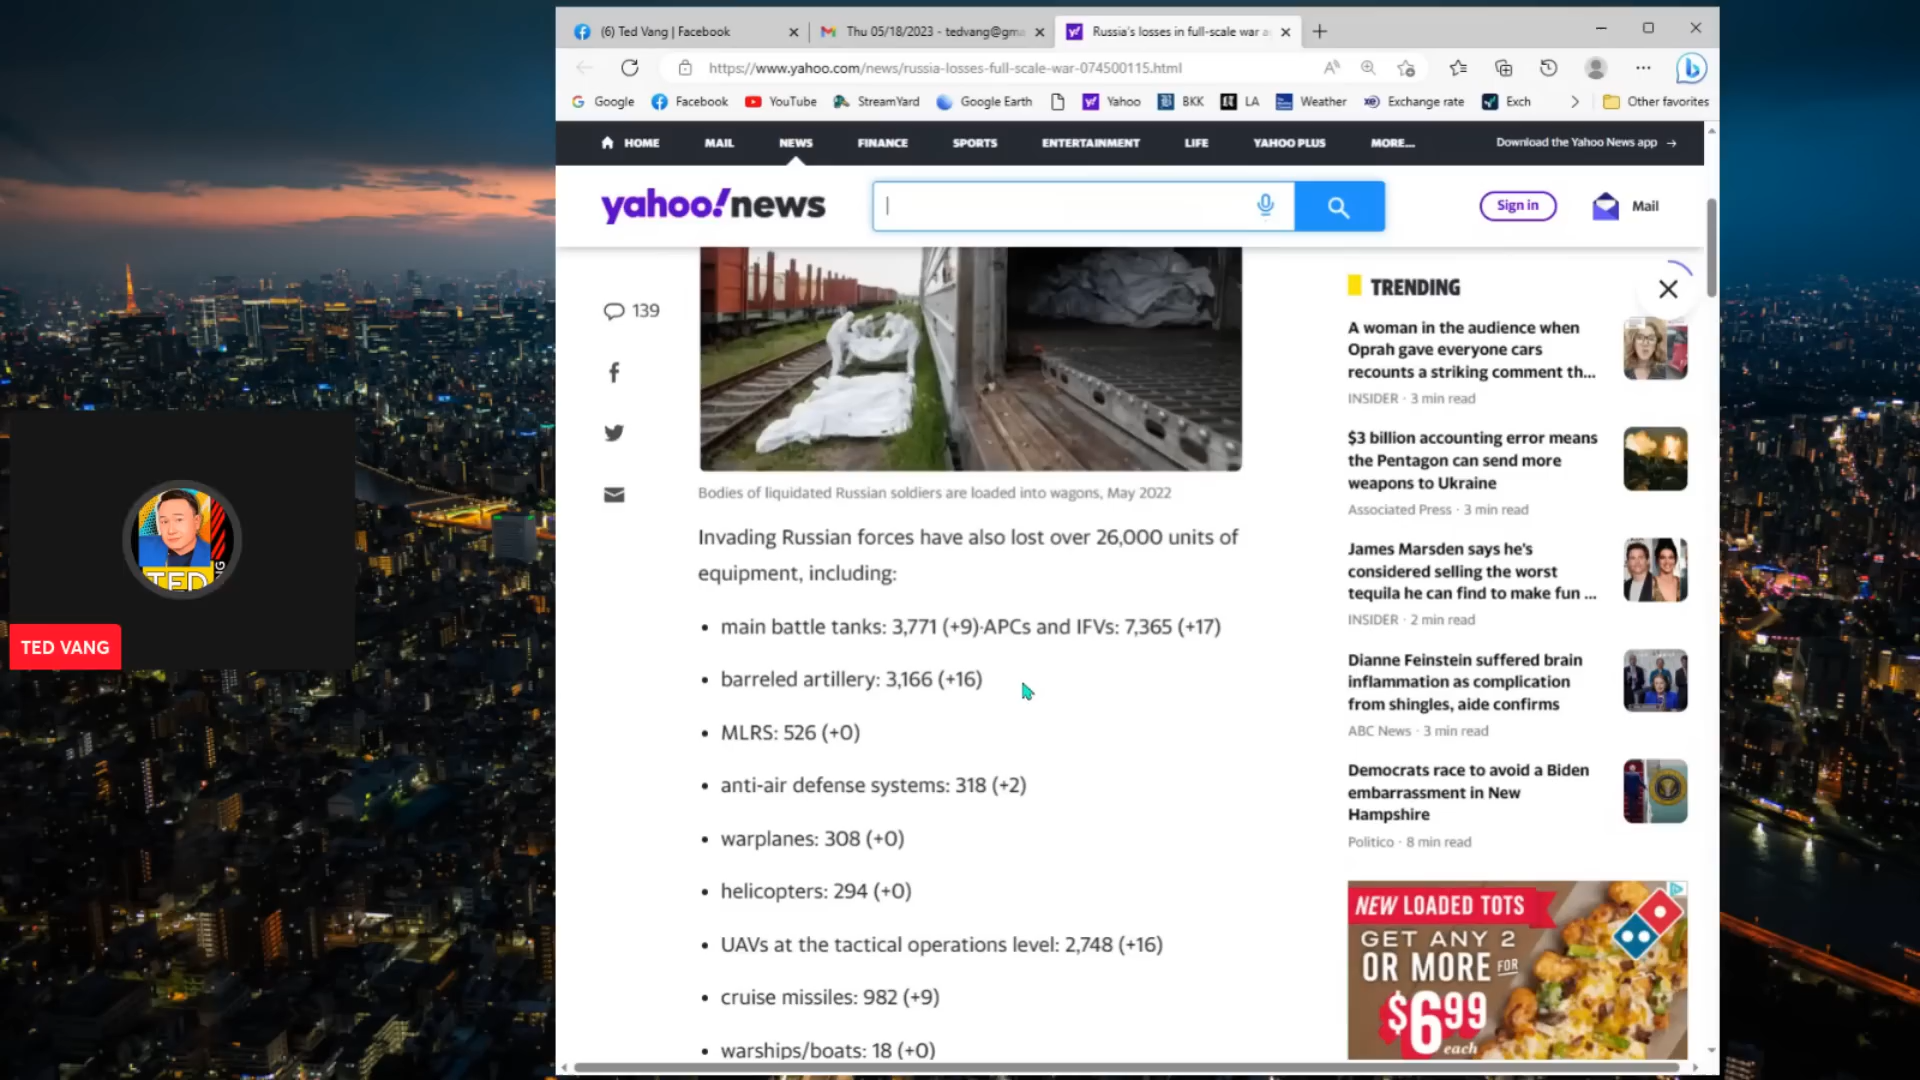 (6) Ted Vang | Facebook
Thu 05/18/2023 - tedvang@gma
Russia's losses in full-scale war a
https://www.yahoo.com/news/russia-losses-full-scale-war-074500115.html
Google
Facebook
YouTube
StreamYard
Google Earth
Yahoo
BKK
LA
Weather
Exchange rate
Exch
Other favorites
HOME
MAIL
NEWS
FINANCE
SPORTS
ENTERTAINMENT
LIFE
YAHOO PLUS
MORE...
Download the Yahoo News app →
yahoo!news
Sign in
Mail
139
Bodies of liquidated Russian soldiers are loaded into wagons, May 2022
Invading Russian forces have also lost over 26,000 units of
equipment, including:
• main battle tanks: 3,771 (+9)·APCs and IFVs: 7,365 (+17)
• barreled artillery: 3,166 (+16)
• MLRS: 526 (+0)
• anti-air defense systems: 318 (+2)
• warplanes: 308 (+0)
• helicopters: 294 (+0)
• UAVs at the tactical operations level: 2,748 (+16)
• cruise missiles: 982 (+9)
• warships/boats: 18 (+0)
TRENDING
A woman in the audience when
Oprah gave everyone cars
recounts a striking comment th...
INSIDER · 3 min read
$3 billion accounting error means
the Pentagon can send more
weapons to Ukraine
Associated Press · 3 min read
James Marsden says he's
considered selling the worst
tequila he can find to make fun ...
INSIDER · 2 min read
Dianne Feinstein suffered brain
inflammation as complication
from shingles, aide confirms
ABC News · 3 min read
Democrats race to avoid a Biden
embarrassment in New
Hampshire
Politico · 8 min read
NEW LOADED TOTS
GET ANY 2
OR MORE FOR
$6.99
each
TED
TED VANG